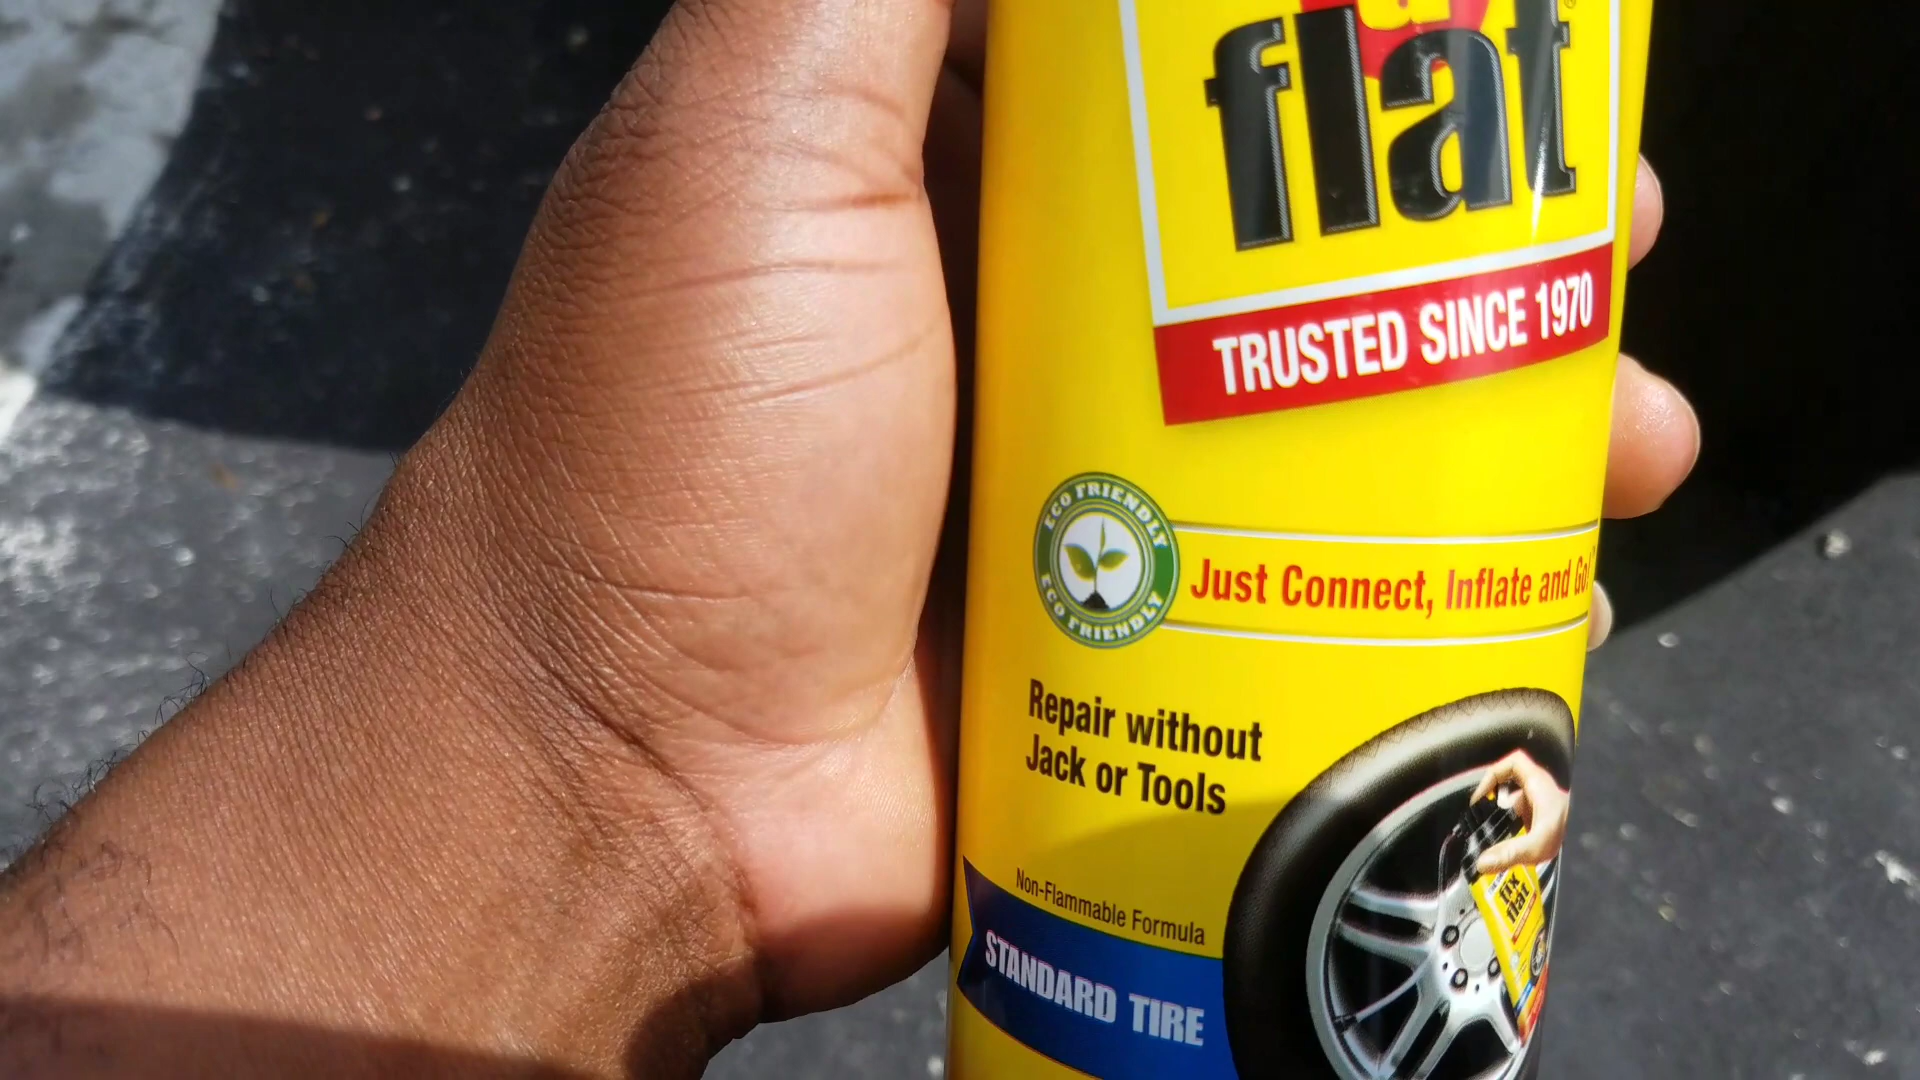 flat
TRUSTED SINCE 1970
ECO FRIENDLY
ECO FRIENDLY
Just Connect, Inflate and Go!
Repair without
Jack or Tools
Non-Flammable Formula
STANDARD TIRE
fix
flat